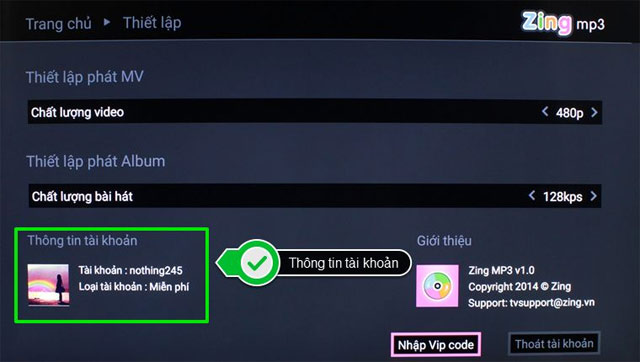 Trang chủ ▸ Thiết lập
Zing mp3
Thiết lập phát MV
Chất lượng video
< 480p >
Thiết lập phát Album
Chất lượng bài hát
< 128kps >
Thông tin tài khoản
Tài khoản : nothing245
Loại tài khoản : Miễn phí
Thông tin tài khoản
Giới thiệu
Zing MP3 v1.0
Copyright 2014 © Zing
Support: tvsupport@zing.vn
Nhập Vip code
Thoát tài khoản